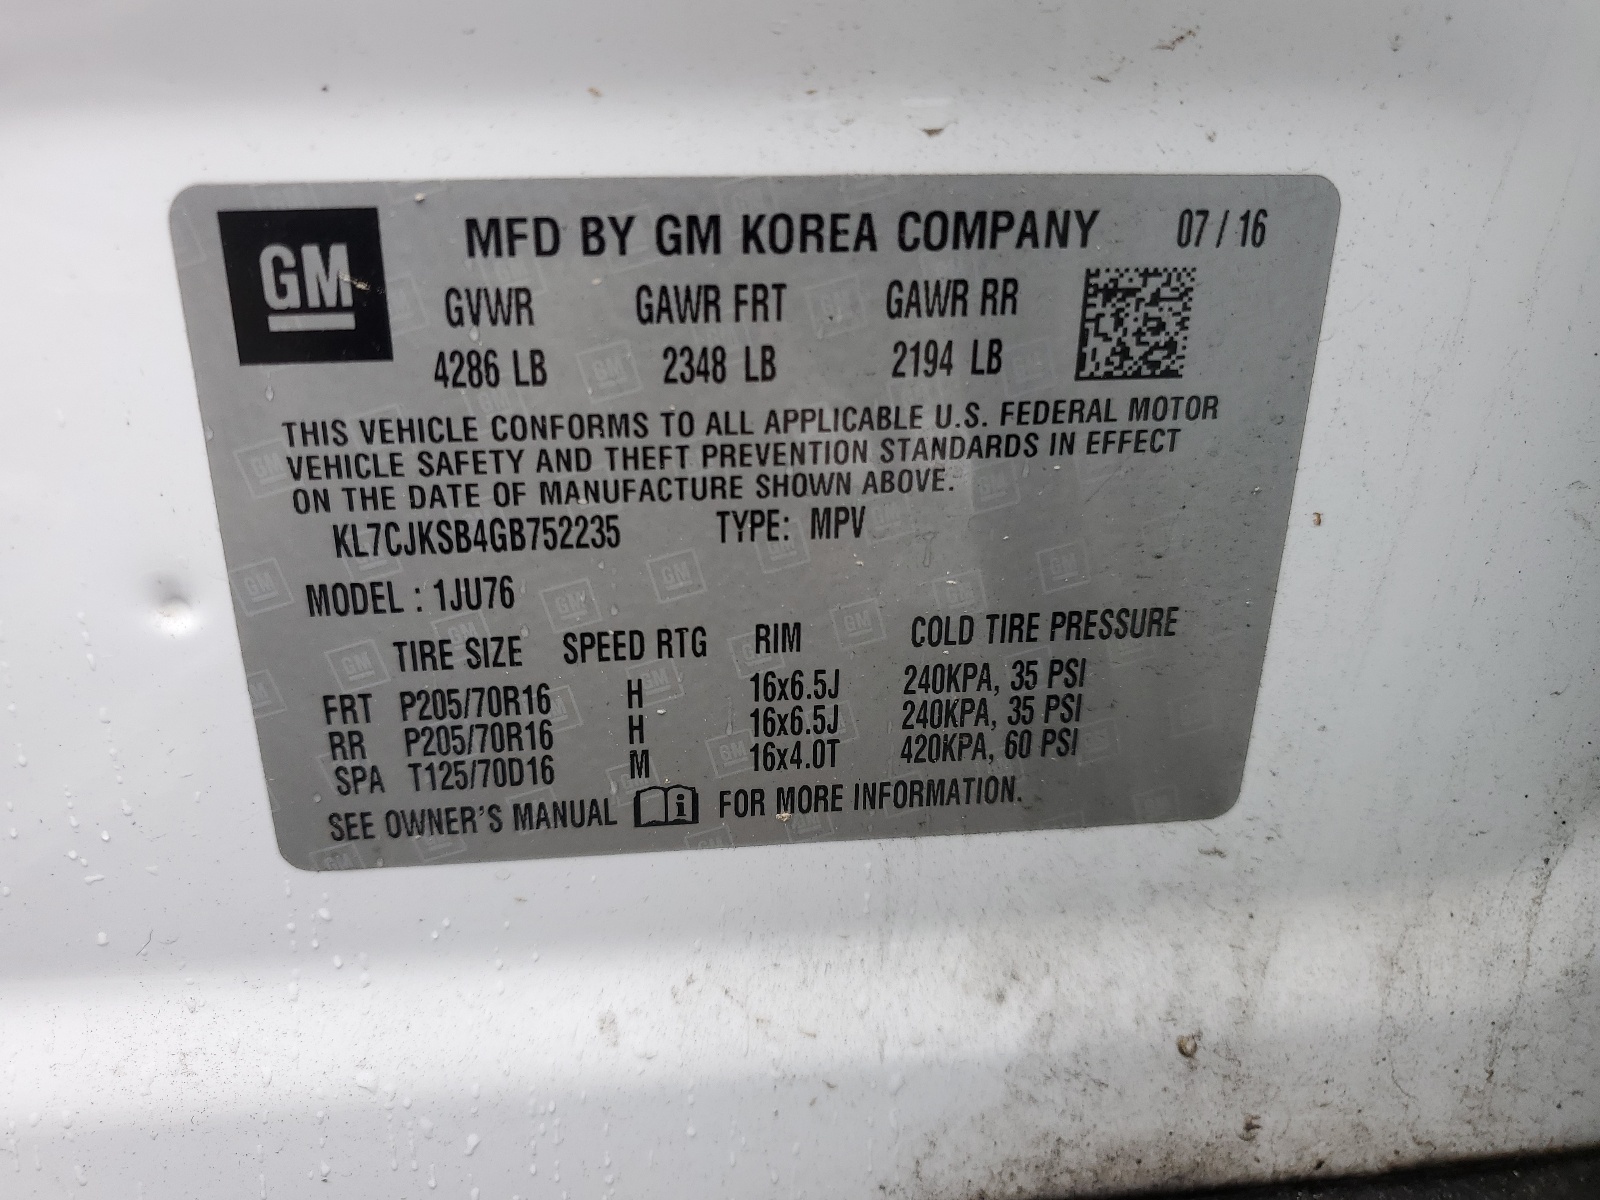 GM
MFD BY GM KOREA COMPANY 07 / 16
GVWR GAWR FRT GAWR RR
4286 LB 2348 LB 2194 LB
THIS VEHICLE CONFORMS TO ALL APPLICABLE U.S. FEDERAL MOTOR
VEHICLE SAFETY AND THEFT PREVENTION STANDARDS IN EFFECT
ON THE DATE OF MANUFACTURE SHOWN ABOVE.
KL7CJKSB4GB752235 TYPE: MPV
MODEL : 1JU76
TIRE SIZE SPEED RTG RIM COLD TIRE PRESSURE
FRT P205/70R16 H 16x6.5J 240KPA, 35 PSI
RR P205/70R16 H 16x6.5J 240KPA, 35 PSI
SPA T125/70D16 M 16x4.0T 420KPA, 60 PSI
SEE OWNER'S MANUAL i FOR MORE INFORMATION.